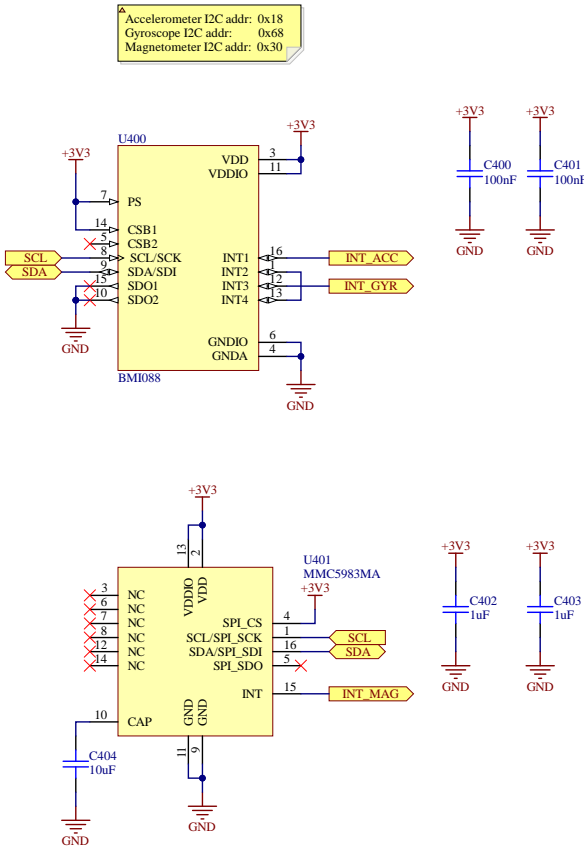 Accelerometer I2C addr: 0x18
Gyroscope I2C addr: 0x68
Magnetometer I2C addr: 0x30
U400
+3V3
+3V3
7 PS
14 CSB1
5 CSB2
SCL 8 SCL/SCK
SDA 9 SDA/SDI
15 SDO1
10 SDO2
GND
VDD 3
VDDIO 11
INT1 16 INT_ACC
INT2 1
INT3 12 INT_GYR
INT4 13
GNDIO 6
GNDA 4
GND
BMI088
+3V3
C400
100nF
GND
+3V3
C401
100nF
GND
+3V3
13 VDDIO
2 VDD
U401
MMC5983MA
+3V3
3 NC
6 NC
7 NC
8 NC
12 NC
14 NC
10 CAP
C404
10uF
GND
SPI_CS 4
SCL/SPI_SCK 1 SCL
SDA/SPI_SDI 16 SDA
SPI_SDO 5
INT 15 INT_MAG
GND 11
GND 9
GND
+3V3
C402
1uF
GND
+3V3
C403
1uF
GND